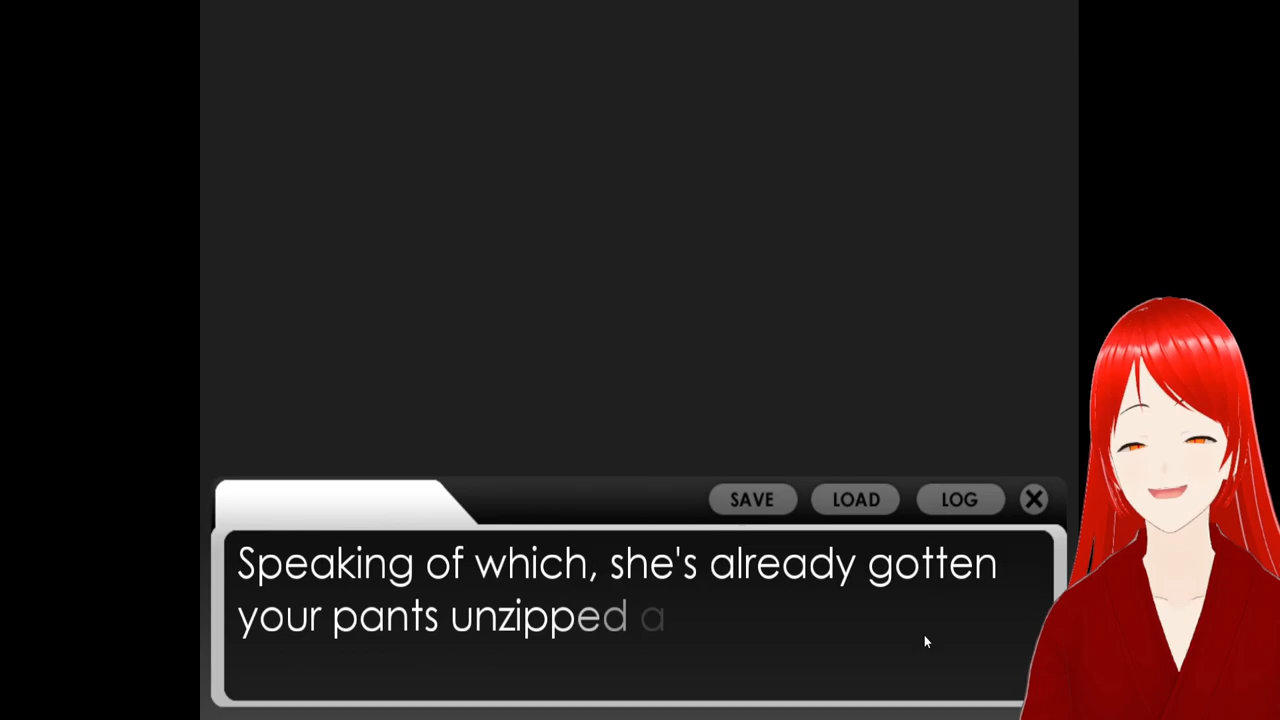 SAVE LOAD LOG X
Speaking of which, she's already gotten
your pants unzipped a